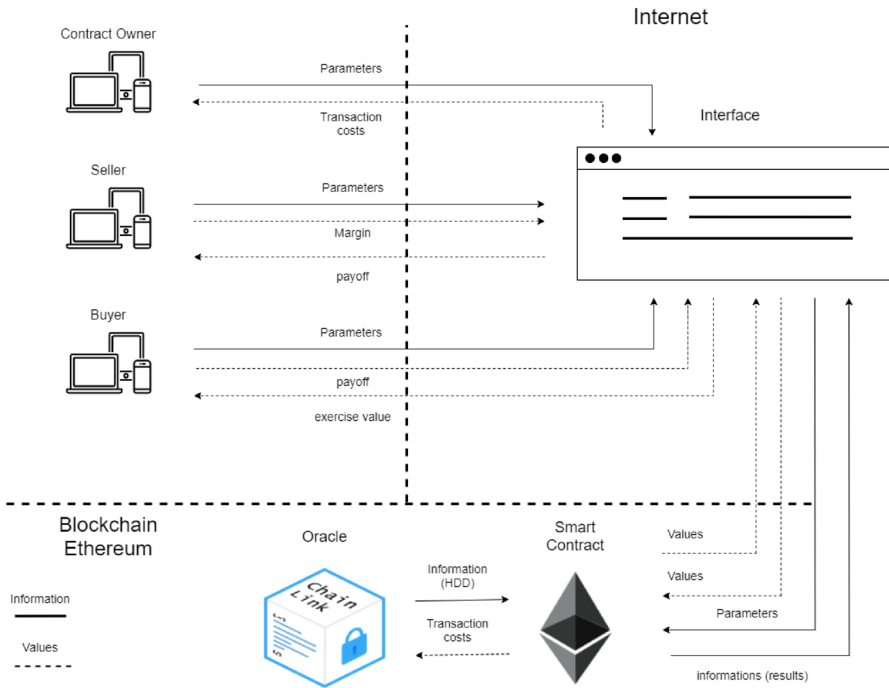 Internet
Contract Owner
Parameters
Transaction
costs
Interface
Seller
Parameters
Margin
payoff
Buyer
Parameters
payoff
exercise value
Blockchain
Ethereum
Oracle
Smart
Contract
Values
Values
Information
(HDD)
Transaction
costs
Parameters
informations (results)
Information
Values
Chain
Link
<...>
</>